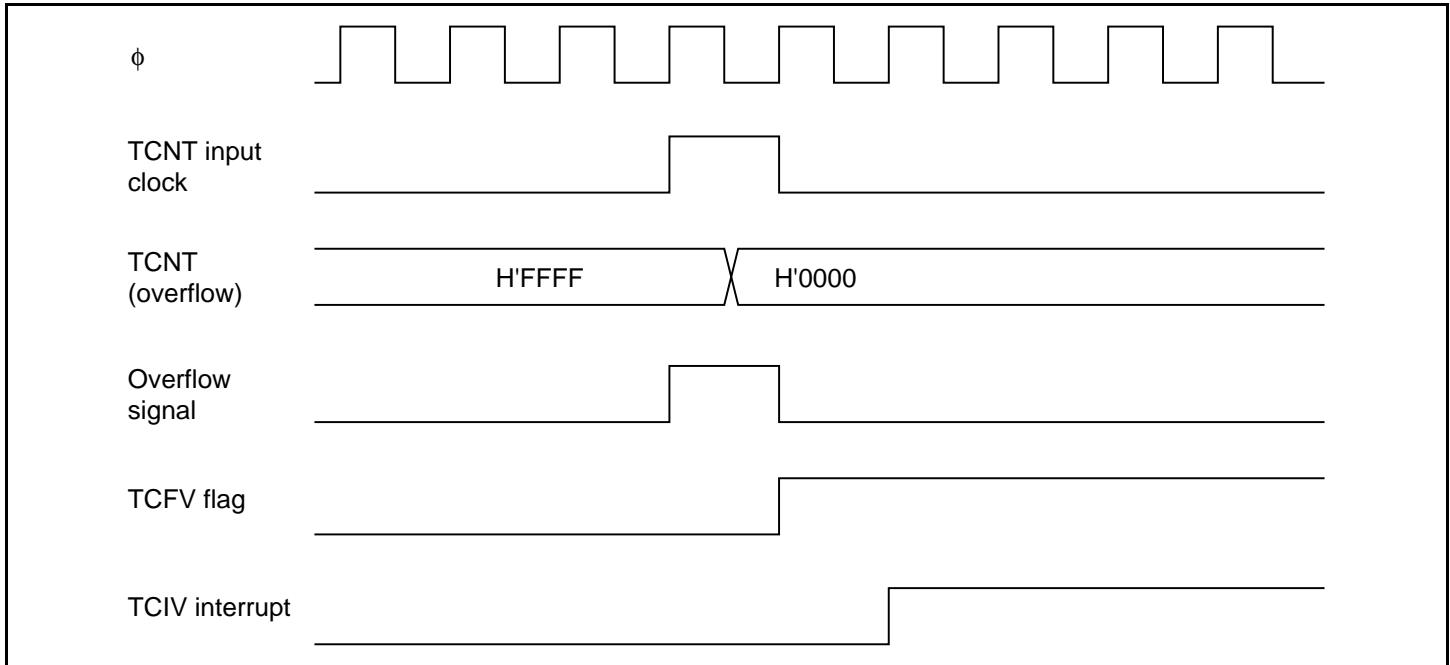 ϕ
TCNT input
clock
TCNT
(overflow)
H'FFFF
H'0000
Overflow
signal
TCFV flag
TCIV interrupt